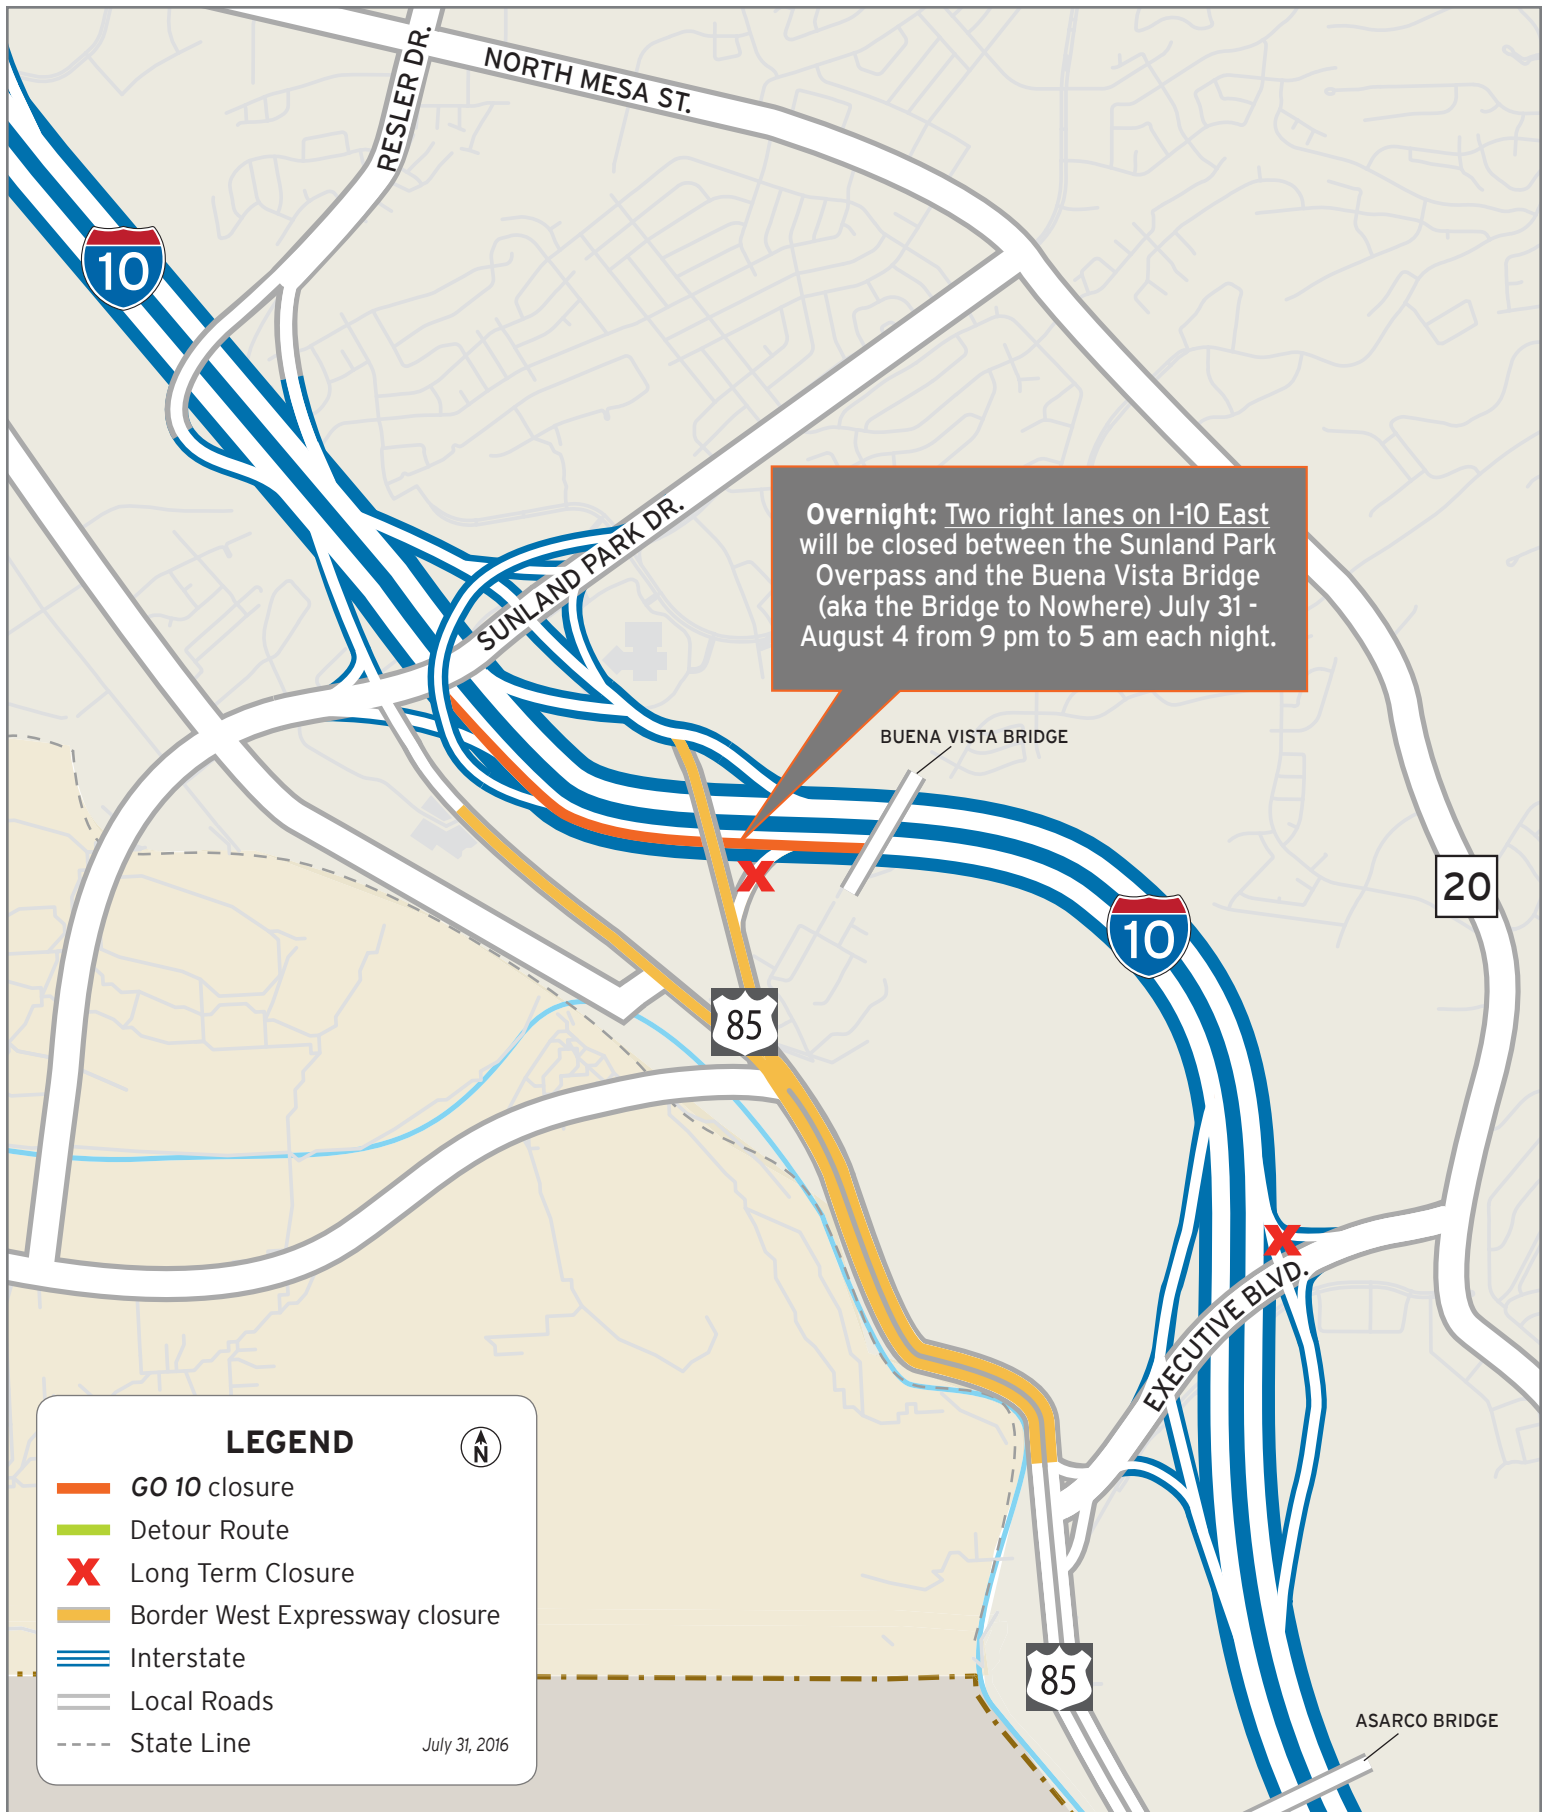 RESLER DR.
NORTH MESA ST.
10
SUNLAND PARK DR.
Overnight: Two right lanes on I-10 East
will be closed between the Sunland Park
Overpass and the Buena Vista Bridge
(aka the Bridge to Nowhere) July 31 -
August 4 from 9 pm to 5 am each night.
BUENA VISTA BRIDGE
20
10
85
EXECUTIVE BLVD.
LEGEND
N
GO 10 closure
Detour Route
X Long Term Closure
Border West Expressway closure
Interstate
Local Roads
State Line
July 31, 2016
85
ASARCO BRIDGE